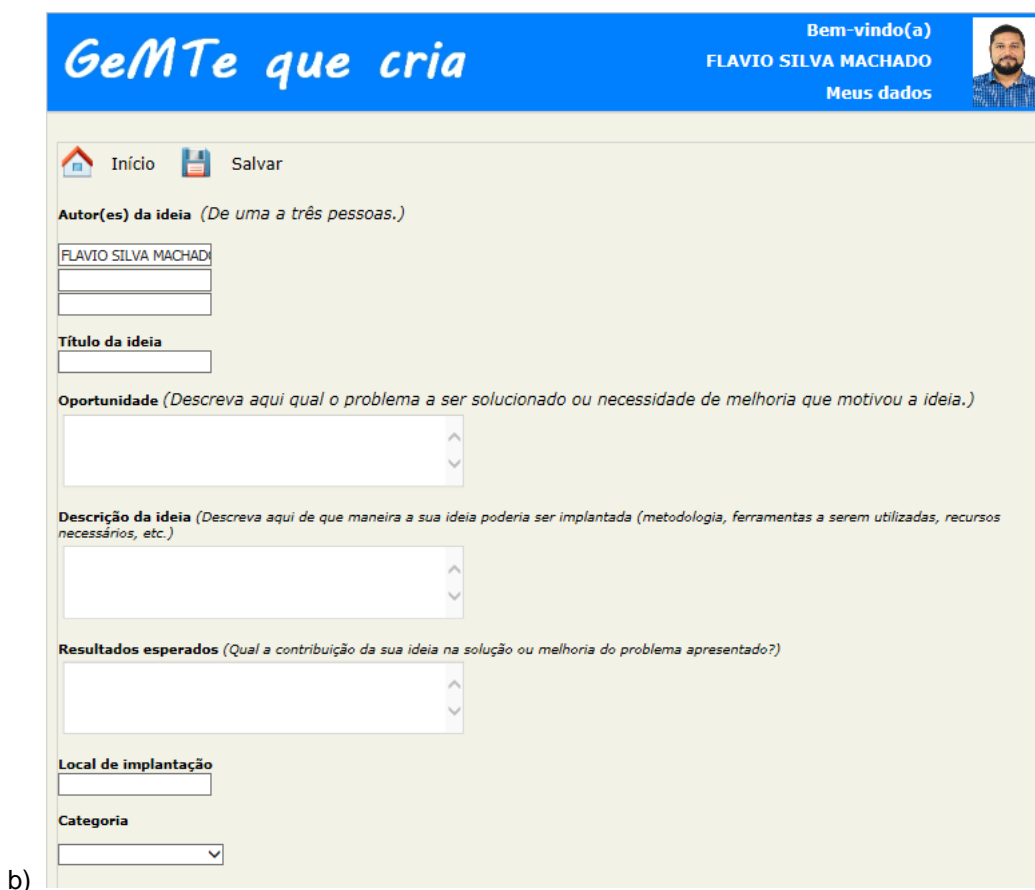 GeMTe que cria
Bem-vindo(a)
FLAVIO SILVA MACHADO
Meus dados
Início Salvar
Autor(es) da ideia (De uma a três pessoas.)
FLAVIO SILVA MACHADO
Título da ideia
Oportunidade (Descreva aqui qual o problema a ser solucionado ou necessidade de melhoria que motivou a ideia.)
Descrição da ideia (Descreva aqui de que maneira a sua ideia poderia ser implantada (metodologia, ferramentas a serem utilizadas, recursos
necessários, etc.)
Resultados esperados (Qual a contribuição da sua ideia na solução ou melhoria do problema apresentado?)
Local de implantação
Categoria
b)